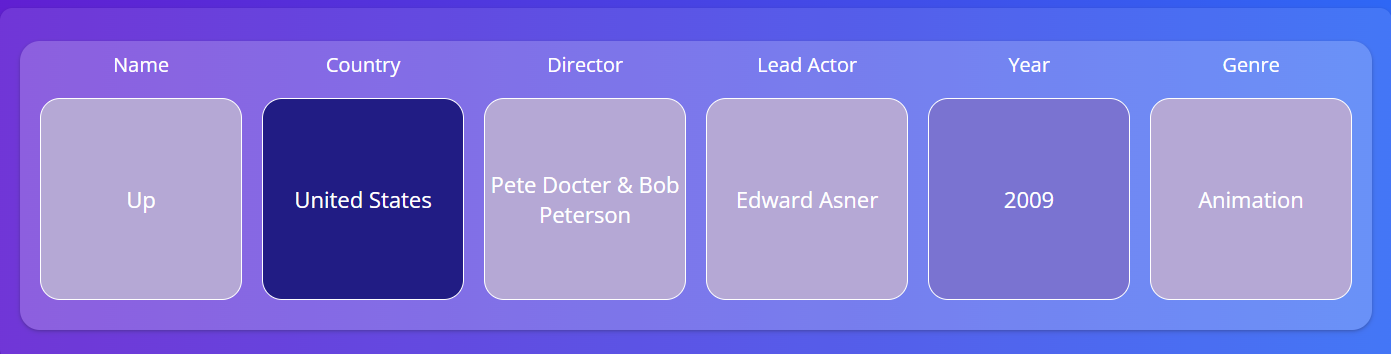 Name Country Director Lead Actor Year Genre
Up
United States
Pete Docter & Bob
Peterson
Edward Asner
2009
Animation